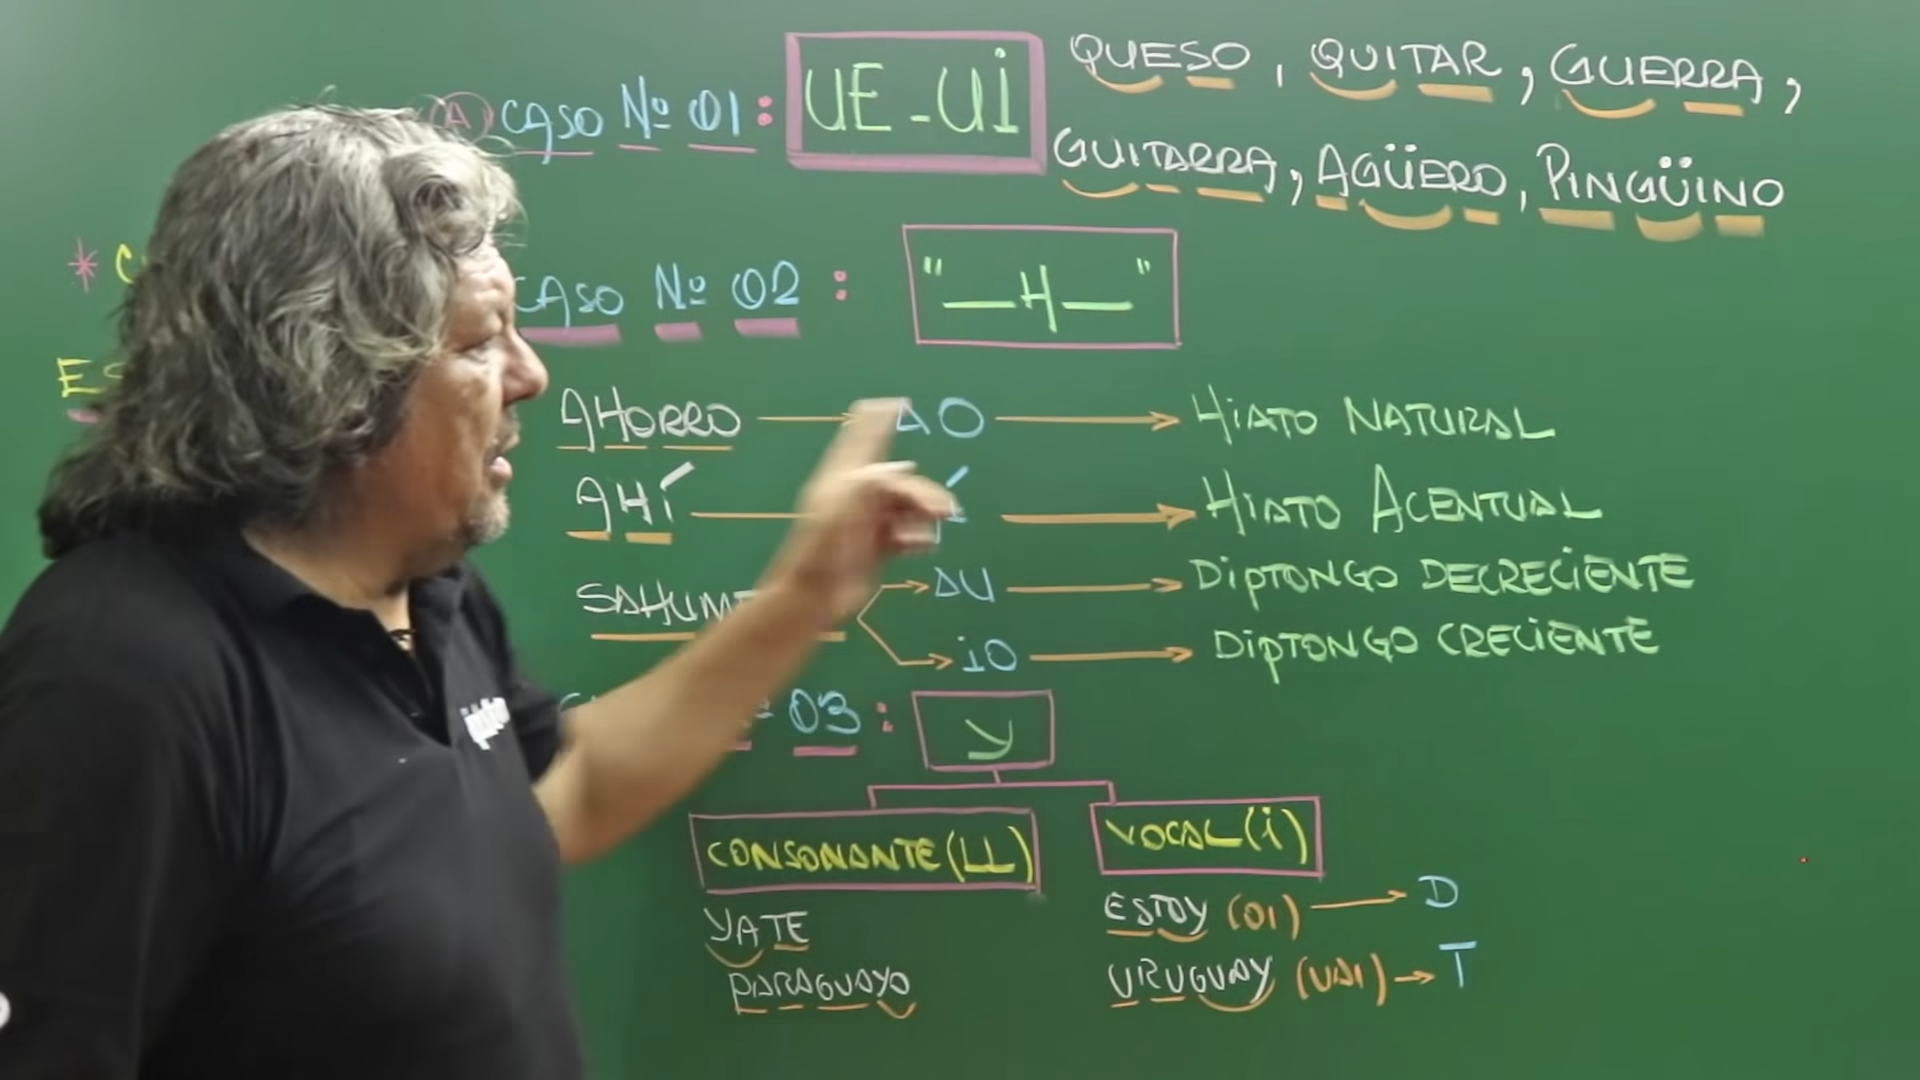 (A) CASO Nº 01: UE-Ui QUESO, QUITAR, GUERRA,
GUITARRA, AGÜERO, PINGÜINO
CASO Nº 02: "__H__"
AHORRO AO HIATO NATURAL
AHÍ HIATO ACENTUAL
AU DIPTONGO DECRECIENTE
iO DIPTONGO CRECIENTE
03: y
CONSONANTE (LL) VOCAL (i)
YATE ESTOY (OI) D
PARAGUAYO URUGUAY (UAI) T